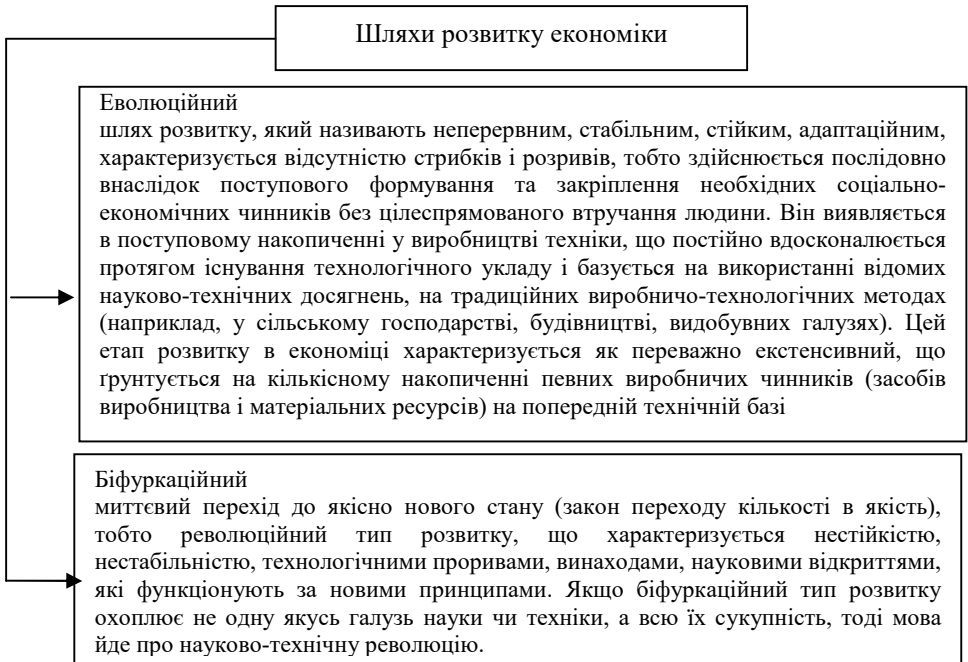 Шляхи розвитку економіки
Еволюційний
шлях розвитку, який називають неперервним, стабільним, стійким, адаптаційним,
характеризується відсутністю стрибків і розривів, тобто здійснюється послідовно
внаслідок поступового формування та закріплення необхідних соціально-
економічних чинників без цілеспрямованого втручання людини. Він виявляється
в поступовому накопиченні у виробництві техніки, що постійно вдосконалюється
протягом існування технологічного укладу і базується на використанні відомих
науково-технічних досягнень, на традиційних виробничо-технологічних методах
(наприклад, у сільському господарстві, будівництві, видобувних галузях). Цей
етап розвитку в економіці характеризується як переважно екстенсивний, що
ґрунтується на кількісному накопиченні певних виробничих чинників (засобів
виробництва і матеріальних ресурсів) на попередній технічній базі
Біфуркаційний
миттєвий перехід до якісно нового стану (закон переходу кількості в якість),
тобто революційний тип розвитку, що характеризується нестійкістю,
нестабільністю, технологічними проривами, винаходами, науковими відкриттями,
які функціонують за новими принципами. Якщо біфуркаційний тип розвитку
охоплює не одну якусь галузь науки чи техніки, а всю їх сукупність, тоді мова
йде про науково-технічну революцію.